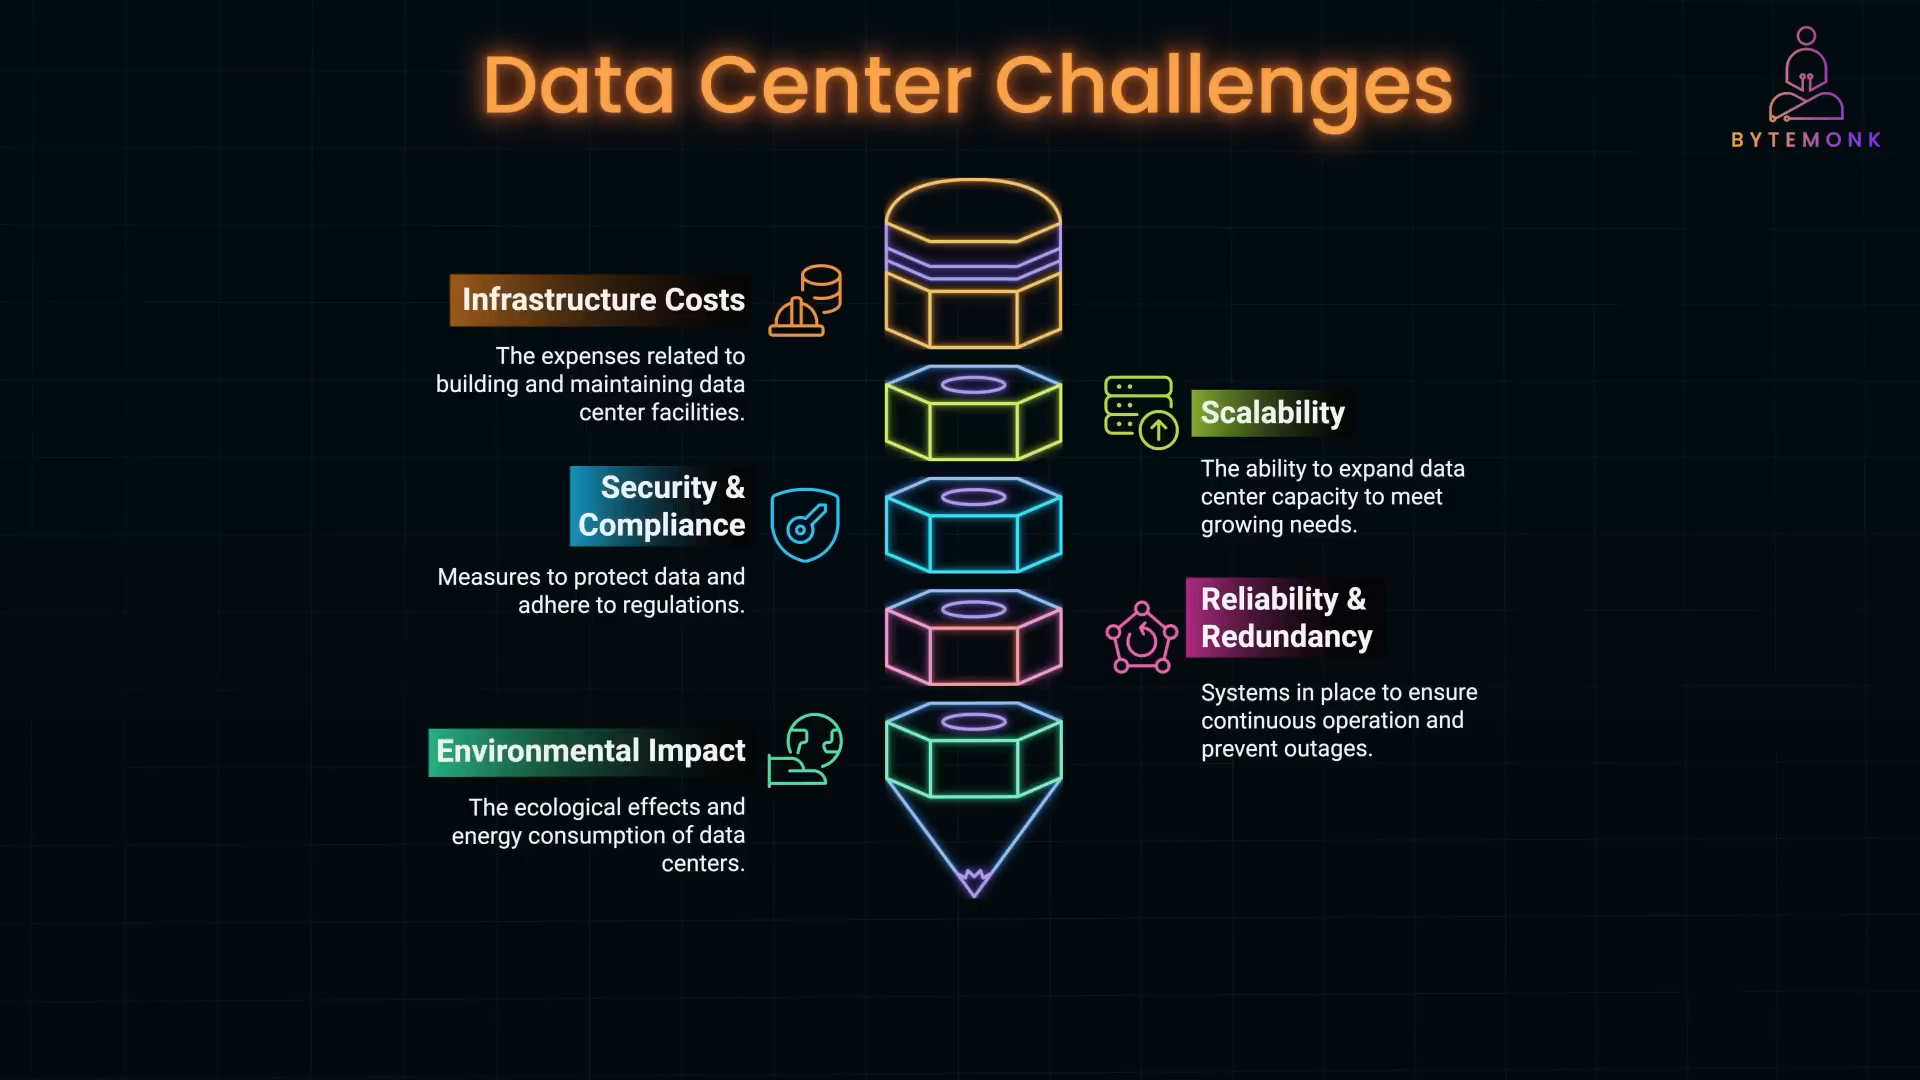 Data Center Challenges
BYTEMONK
Infrastructure Costs
The expenses related to
building and maintaining data
center facilities.
Scalability
The ability to expand data
center capacity to meet
growing needs.
Security &
Compliance
Measures to protect data and
adhere to regulations.
Reliability &
Redundancy
Systems in place to ensure
continuous operation and
prevent outages.
Environmental Impact
The ecological effects and
energy consumption of data
centers.